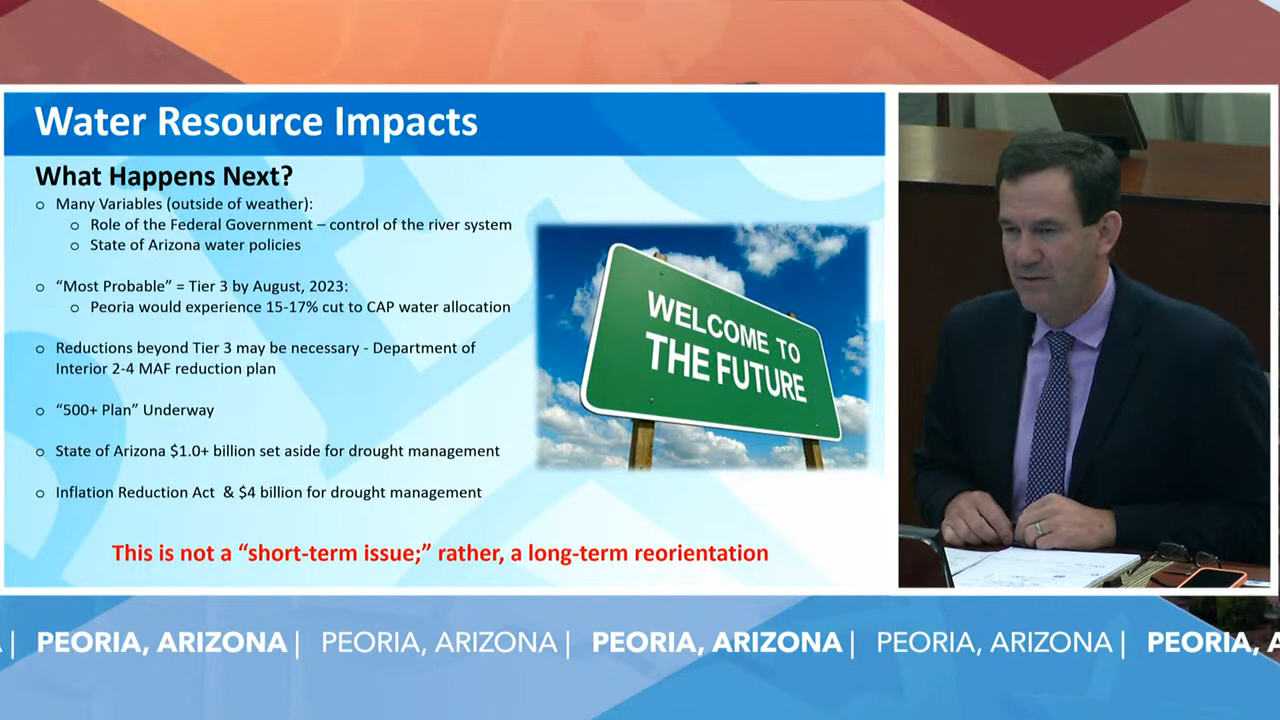 Water Resource Impacts
What Happens Next?
o Many Variables (outside of weather):
o Role of the Federal Government – control of the river system
o State of Arizona water policies
o “Most Probable” = Tier 3 by August, 2023:
o Peoria would experience 15-17% cut to CAP water allocation
o Reductions beyond Tier 3 may be necessary - Department of
Interior 2-4 MAF reduction plan
o “500+ Plan” Underway
o State of Arizona $1.0+ billion set aside for drought management
o Inflation Reduction Act & $4 billion for drought management
WELCOME TO
THE FUTURE
This is not a “short-term issue;” rather, a long-term reorientation
A | PEORIA, ARIZONA | PEORIA, ARIZONA | PEORIA, ARIZONA | PEORIA, ARIZONA | PEORIA, A